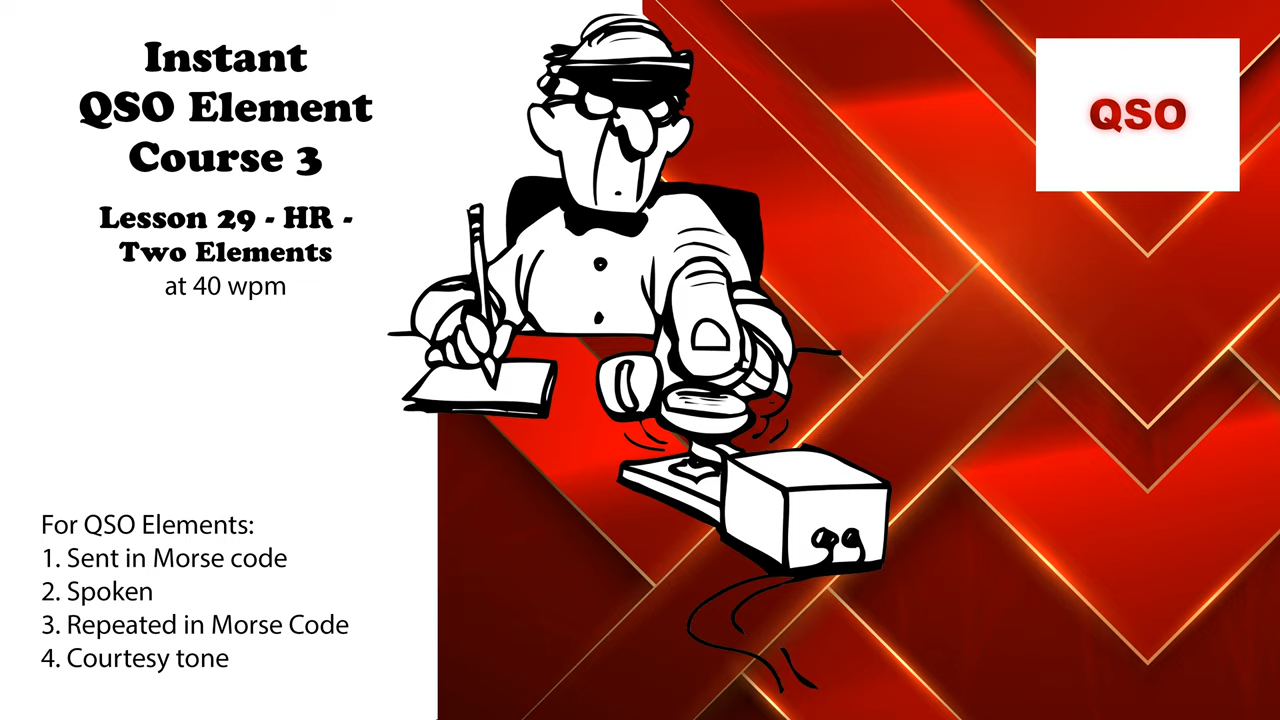 Instant
QSO Element
Course 3
Lesson 29 - HR -
Two Elements
at 40 wpm
QSO
For QSO Elements:
1. Sent in Morse code
2. Spoken
3. Repeated in Morse Code
4. Courtesy tone